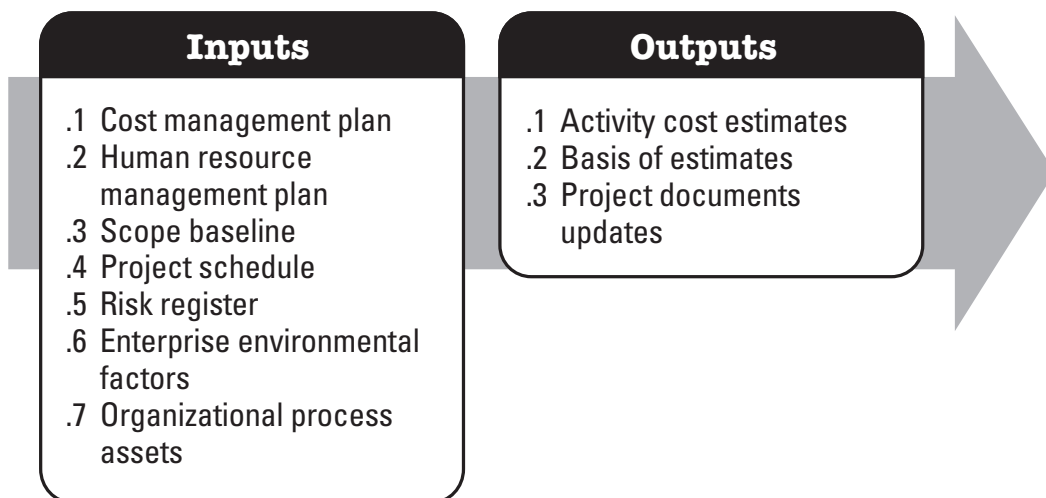 Inputs
.1 Cost management plan
.2 Human resource
management plan
.3 Scope baseline
.4 Project schedule
.5 Risk register
.6 Enterprise environmental
factors
.7 Organizational process
assets
Outputs
.1 Activity cost estimates
.2 Basis of estimates
.3 Project documents
updates